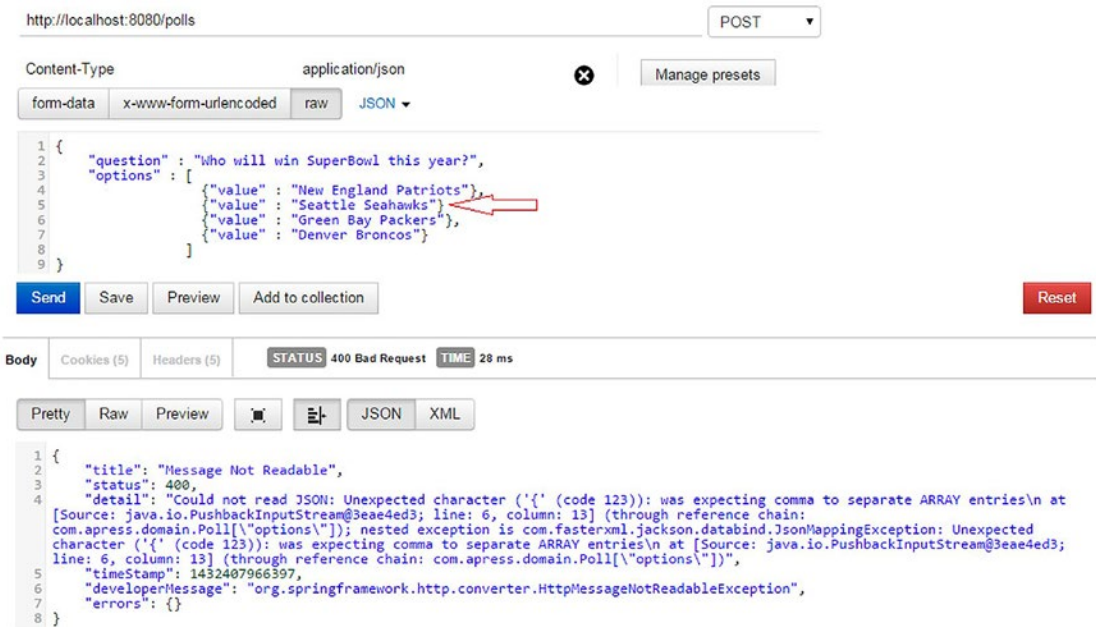 http://localhost:8080/polls POST
Content-Type application/json Manage presets
form-data x-www-form-urlencoded raw JSON
1 {
2 "question" : "Who will win SuperBowl this year?",
3 "options" : [
4 {"value" : "New England Patriots"},
5 {"value" : "Seattle Seahawks"}
6 {"value" : "Green Bay Packers"},
7 {"value" : "Denver Broncos"}
8 ]
9 }
Send Save Preview Add to collection Reset
Body Cookies (5) Headers (5) STATUS 400 Bad Request TIME 28 ms
Pretty Raw Preview JSON XML
1 {
2 "title": "Message Not Readable",
3 "status": 400,
4 "detail": "Could not read JSON: Unexpected character ('{' (code 123)): was expecting comma to separate ARRAY entries\n at
[Source: java.io.PushbackInputStream@3eae4ed3; line: 6, column: 13] (through reference chain:
com.apress.domain.Poll[\"options\"]); nested exception is com.fasterxml.jackson.databind.JsonMappingException: Unexpected
character ('{' (code 123)): was expecting comma to separate ARRAY entries\n at [Source: java.io.PushbackInputStream@3eae4ed3;
line: 6, column: 13] (through reference chain: com.apress.domain.Poll[\"options\"])",
5 "timeStamp": 1432407966397,
6 "developerMessage": "org.springframework.http.converter.HttpMessageNotReadableException",
7 "errors": {}
8 }